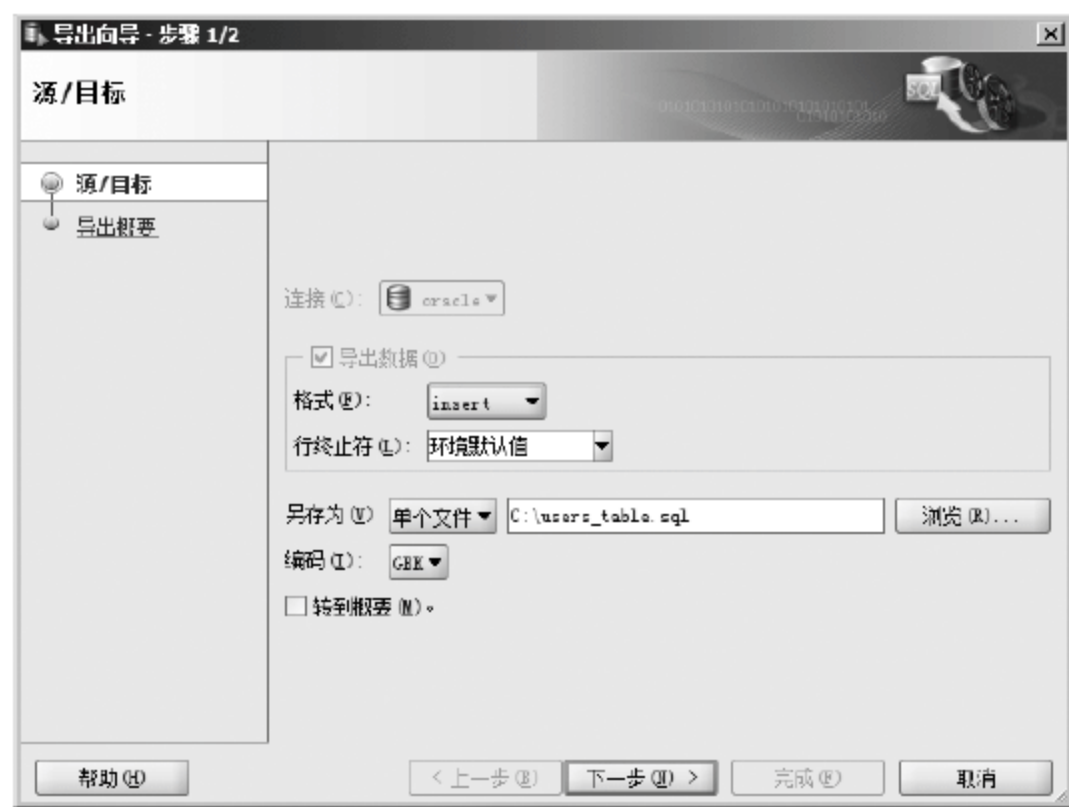 导出向导 - 步骤 1/2
源/目标
SQL
源/目标
导出概要
连接(C): oracle
导出数据(D)
格式(F): insert
行终止符(L): 环境默认值
另存为(V) 单个文件 C:\users_table.sql 浏览(R)...
编码(I): GBK
转到概要(M)。
帮助(H) < 上一步(B) 下一步(N) > 完成(F) 取消